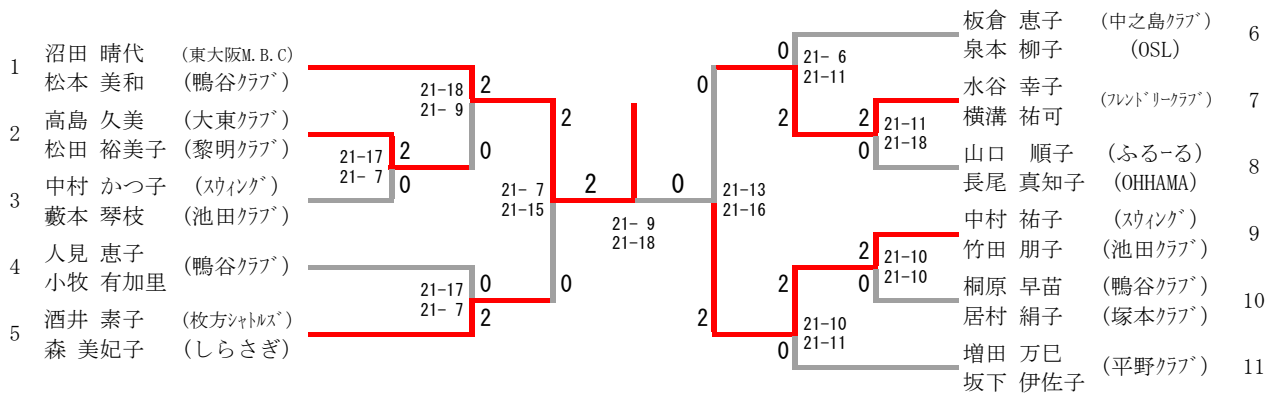 1
沼田 晴代 (東大阪M.B.C)
松本 美和 (鴨谷クラブ)
2
高島 久美 (大東クラブ)
松田 裕美子 (黎明クラブ)
3
中村 かつ子 (スウィング)
藪本 琴枝 (池田クラブ)
4
人見 恵子
小牧 有加里
(鴨谷クラブ)
5
酒井 素子 (枚方シャトルズ)
森 美妃子 (しらさぎ)
21-18
21- 9
2
0
21-17
21- 7
2
0
21-17
21- 7
0
2
21- 7
21-15
2
0
2
0
21- 9
21-18
21-13
21-16
0
2
21- 6
21-11
0
2
21-11
21-18
2
0
21-10
21-10
2
0
21-10
21-11
2
0
板倉 恵子 (中之島クラブ)
泉本 柳子 (OSL)
6
水谷 幸子
横溝 祐可
(フレンドリークラブ)
7
山口 順子 (ふるーる)
長尾 真知子 (OHHAMA)
8
中村 祐子 (スウィング)
竹田 朋子 (池田クラブ)
9
桐原 早苗 (鴨谷クラブ)
居村 絹子 (塚本クラブ)
10
増田 万巳
坂下 伊佐子
(平野クラブ)
11